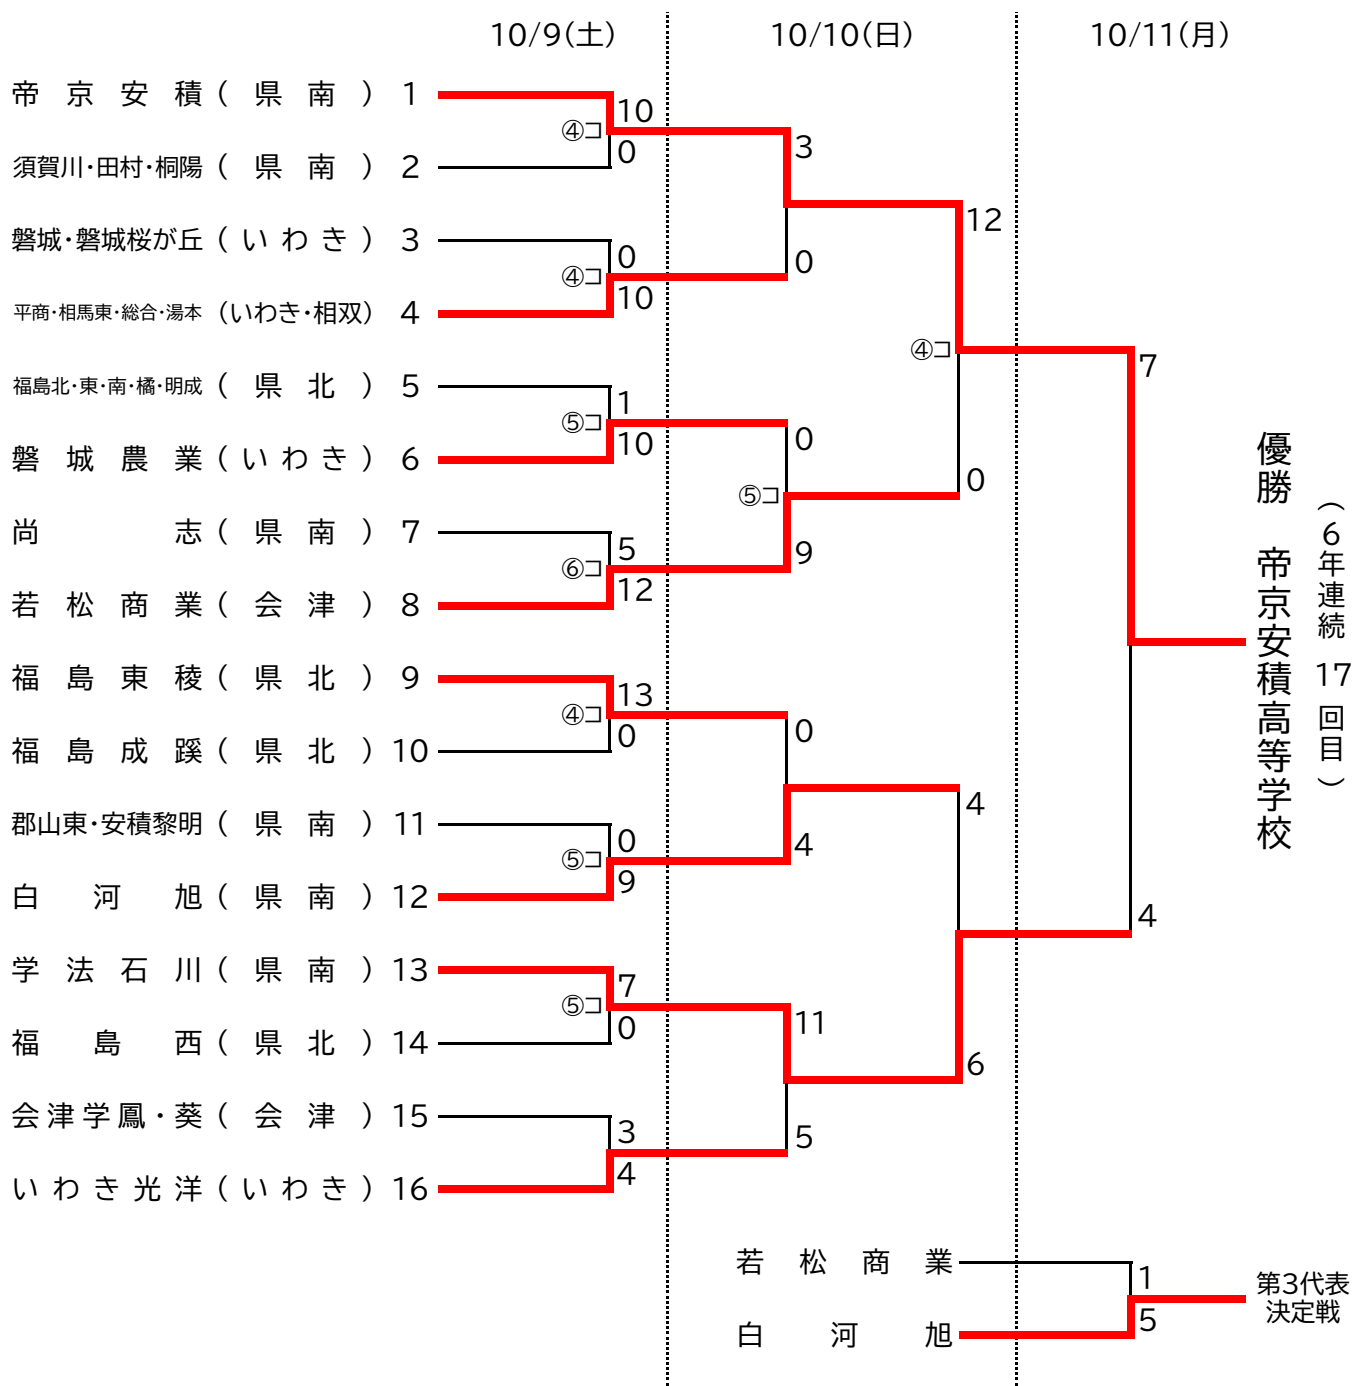 10/9(土)
10/10(日)
10/11(月)
帝京安積(県南) 1
須賀川・田村・桐陽(県南) 2
磐城・磐城桜が丘(いわき) 3
平商・相馬東・総合・湯本(いわき・相双) 4
福島北・東・南・橘・明成(県北) 5
磐城農業(いわき) 6
尚志(県南) 7
若松商業(会津) 8
福島東稜(県北) 9
福島成蹊(県北) 10
郡山東・安積黎明(県南) 11
白河旭(県南) 12
学法石川(県南) 13
福島西(県北) 14
会津学鳳・葵(会津) 15
いわき光洋(いわき) 16
④コ
10
0
④コ
0
10
⑤コ
1
10
⑥コ
5
12
④コ
13
0
⑤コ
0
9
⑤コ
7
0
3
4
3
0
⑤コ
0
9
0
4
11
5
④コ
12
0
4
6
7
4
優勝 帝京安積高等学校
(6年連続 17回目)
若松商業
白河旭
1
5
第3代表
決定戦